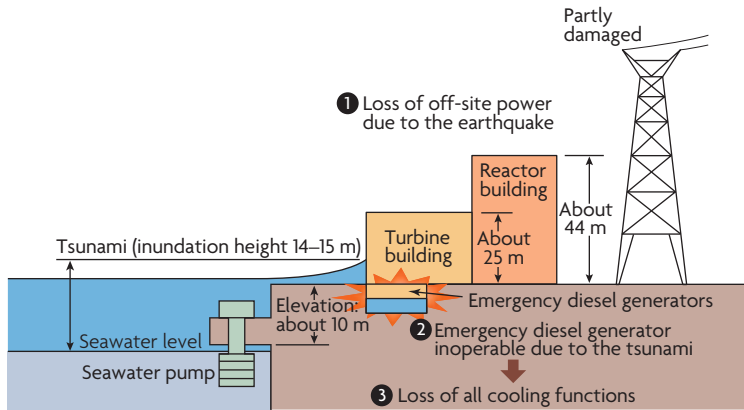 Partly
damaged
1 Loss of off-site power
due to the earthquake
Reactor
building
About
44 m
Turbine
building
About
25 m
Tsunami (inundation height 14–15 m)
Elevation:
about 10 m
Emergency diesel generators
Seawater level
2 Emergency diesel generator
inoperable due to the tsunami
Seawater pump
3 Loss of all cooling functions